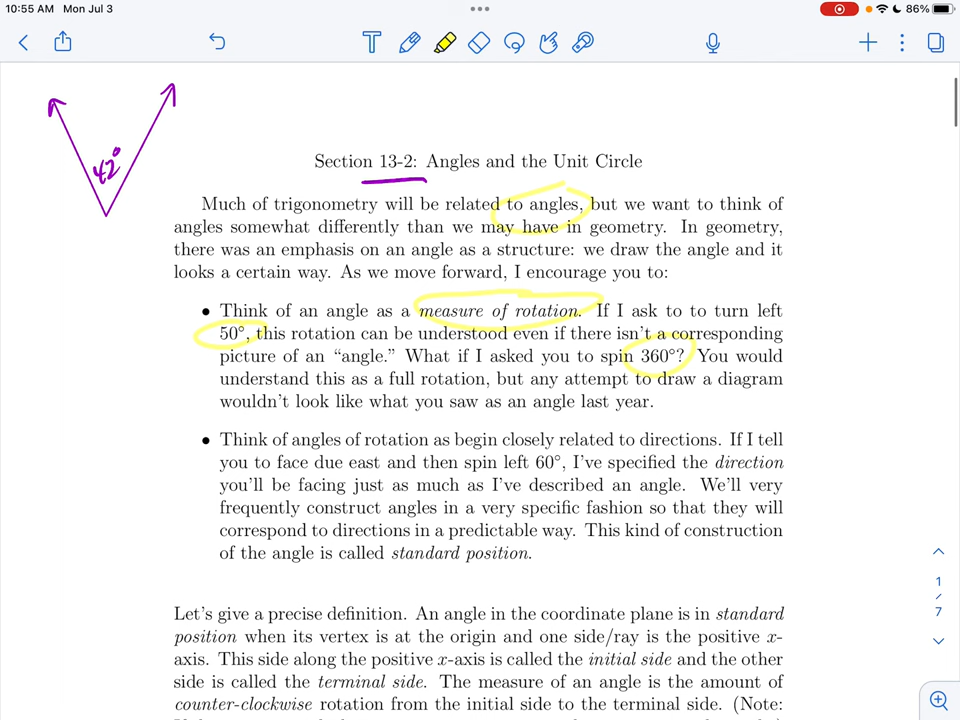 10:55 AM Mon Jul 3
86%
42°
Section 13-2: Angles and the Unit Circle
Much of trigonometry will be related to angles, but we want to think of
angles somewhat differently than we may have in geometry. In geometry,
there was an emphasis on an angle as a structure: we draw the angle and it
looks a certain way. As we move forward, I encourage you to:
• Think of an angle as a measure of rotation. If I ask to to turn left
50°, this rotation can be understood even if there isn't a corresponding
picture of an “angle.” What if I asked you to spin 360°? You would
understand this as a full rotation, but any attempt to draw a diagram
wouldn't look like what you saw as an angle last year.
• Think of angles of rotation as begin closely related to directions. If I tell
you to face due east and then spin left 60°, I've specified the direction
you'll be facing just as much as I've described an angle. We'll very
frequently construct angles in a very specific fashion so that they will
correspond to directions in a predictable way. This kind of construction
of the angle is called standard position.
Let's give a precise definition. An angle in the coordinate plane is in standard
position when its vertex is at the origin and one side/ray is the positive x-
axis. This side along the positive x-axis is called the initial side and the other
side is called the terminal side. The measure of an angle is the amount of
counter-clockwise rotation from the initial side to the terminal side. (Note:
1
/
7